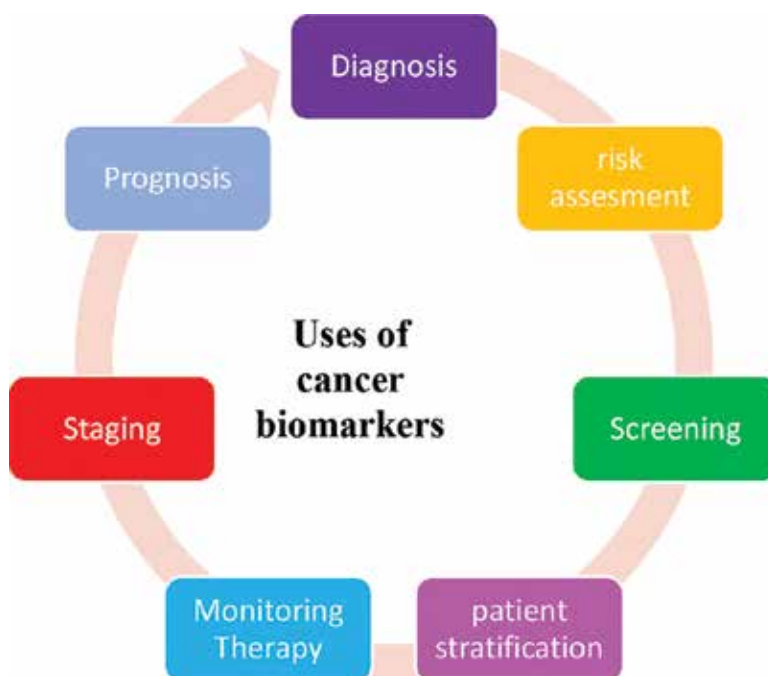 Diagnosis
risk
assesment
Screening
patient
stratification
Monitoring
Therapy
Staging
Prognosis
Uses of
cancer
biomarkers